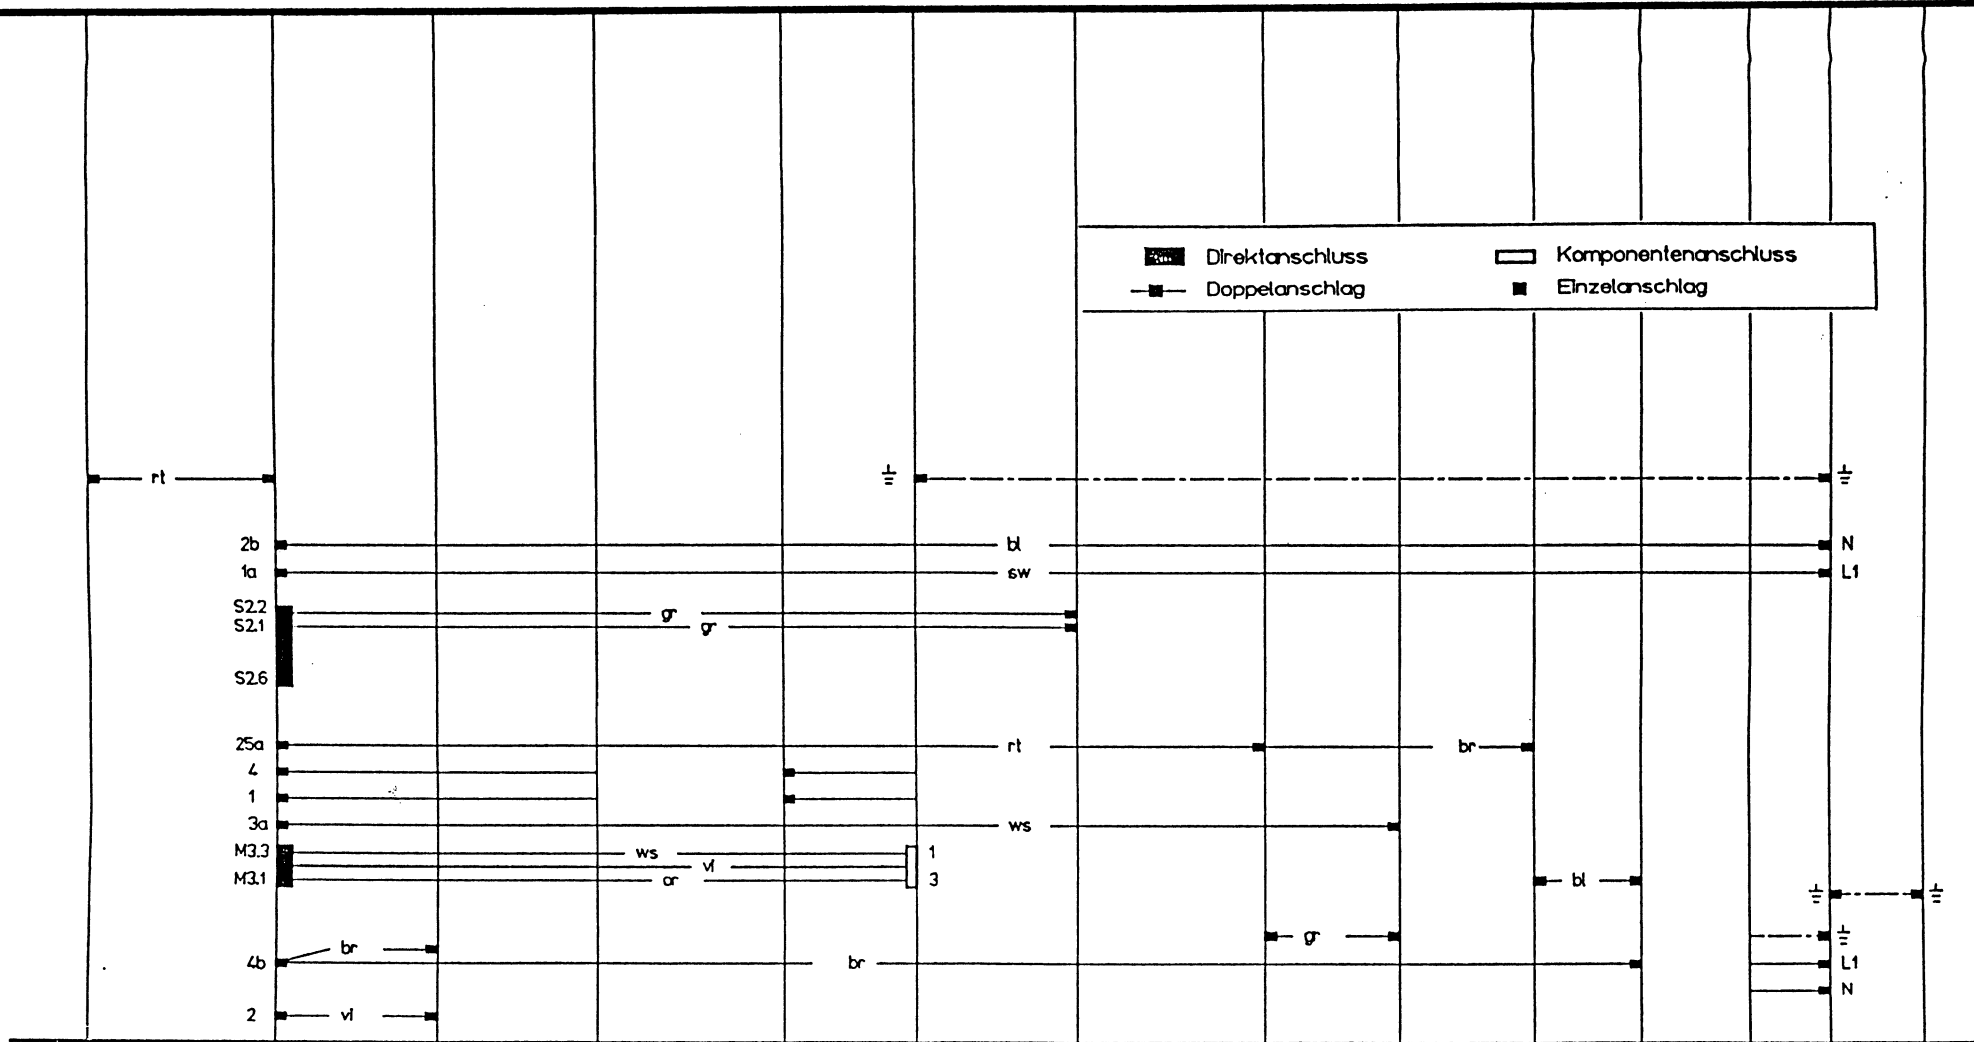 Direktanschluss Komponentenanschluss
Doppelanschlag Einzelanschlag
rt
2b bl N
1a sw L1
S2.2 gr
S2.1 gr
S2.6
25a rt br
4
1
3a ws
M3.3 ws 1
vi
M3.1 or 3
bl
gr
br
4b br L1
N
2 vi